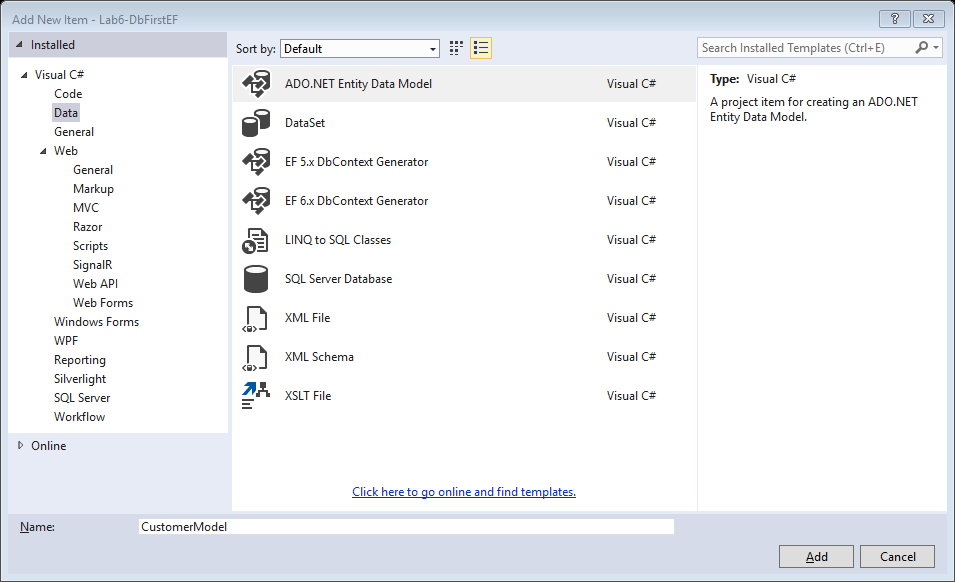 Add New Item - Lab6-DbFirstEF
?
Installed
Visual C#
Code
Data
General
Web
General
Markup
MVC
Razor
Scripts
SignalR
Web API
Web Forms
Windows Forms
WPF
Reporting
Silverlight
SQL Server
Workflow
Online
Sort by: Default
ADO.NET Entity Data Model Visual C#
DataSet Visual C#
EF 5.x DbContext Generator Visual C#
EF 6.x DbContext Generator Visual C#
LINQ to SQL Classes Visual C#
SQL Server Database Visual C#
XML File Visual C#
XML Schema Visual C#
XSLT File Visual C#
Click here to go online and find templates.
Search Installed Templates (Ctrl+E)
Type: Visual C#
A project item for creating an ADO.NET
Entity Data Model.
Name: CustomerModel
Add Cancel